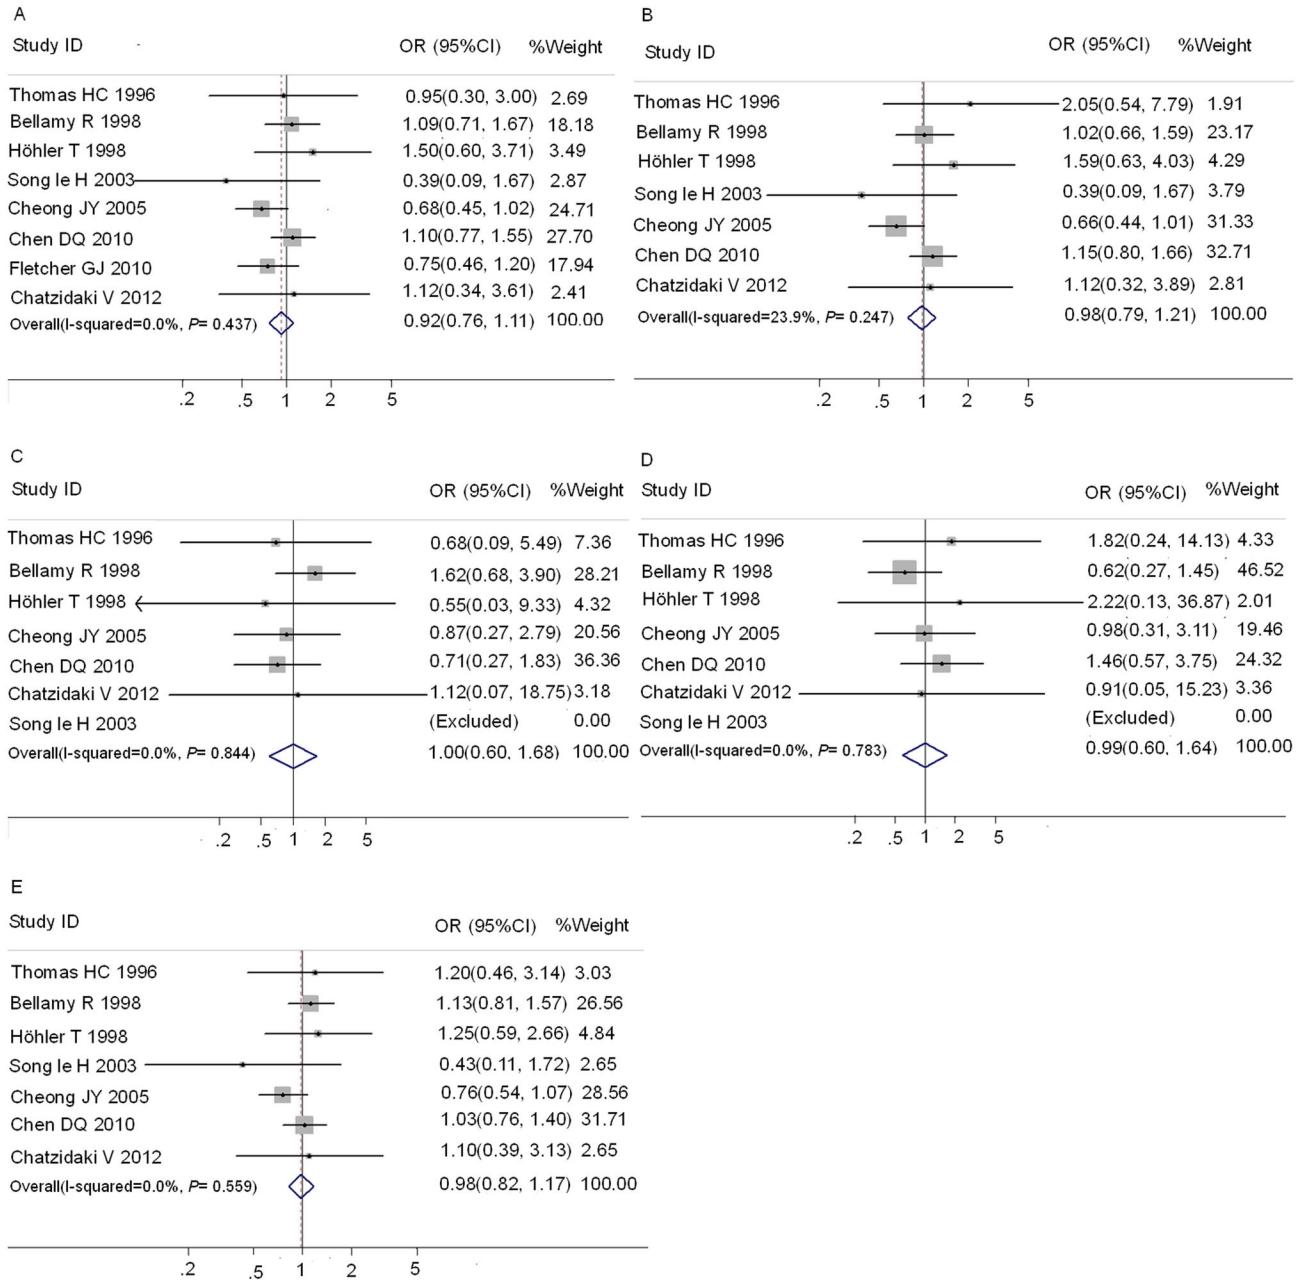 A
Study ID OR (95%CI) %Weight
Thomas HC 1996 0.95(0.30, 3.00) 2.69
Bellamy R 1998 1.09(0.71, 1.67) 18.18
Höhler T 1998 1.50(0.60, 3.71) 3.49
Song le H 2003 0.39(0.09, 1.67) 2.87
Cheong JY 2005 0.68(0.45, 1.02) 24.71
Chen DQ 2010 1.10(0.77, 1.55) 27.70
Fletcher GJ 2010 0.75(0.46, 1.20) 17.94
Chatzidaki V 2012 1.12(0.34, 3.61) 2.41
Overall(I-squared=0.0%, P= 0.437) 0.92(0.76, 1.11) 100.00
.2 .5 1 2 5
B
Study ID OR (95%CI) %Weight
Thomas HC 1996 2.05(0.54, 7.79) 1.91
Bellamy R 1998 1.02(0.66, 1.59) 23.17
Höhler T 1998 1.59(0.63, 4.03) 4.29
Song le H 2003 0.39(0.09, 1.67) 3.79
Cheong JY 2005 0.66(0.44, 1.01) 31.33
Chen DQ 2010 1.15(0.80, 1.66) 32.71
Chatzidaki V 2012 1.12(0.32, 3.89) 2.81
Overall(I-squared=23.9%, P= 0.247) 0.98(0.79, 1.21) 100.00
.2 .5 1 2 5
C
Study ID OR (95%CI) %Weight
Thomas HC 1996 0.68(0.09, 5.49) 7.36
Bellamy R 1998 1.62(0.68, 3.90) 28.21
Höhler T 1998 0.55(0.03, 9.33) 4.32
Cheong JY 2005 0.87(0.27, 2.79) 20.56
Chen DQ 2010 0.71(0.27, 1.83) 36.36
Chatzidaki V 2012 1.12(0.07, 18.75) 3.18
Song le H 2003 (Excluded) 0.00
Overall(I-squared=0.0%, P= 0.844) 1.00(0.60, 1.68) 100.00
.2 .5 1 2 5
D
Study ID OR (95%CI) %Weight
Thomas HC 1996 1.82(0.24, 14.13) 4.33
Bellamy R 1998 0.62(0.27, 1.45) 46.52
Höhler T 1998 2.22(0.13, 36.87) 2.01
Cheong JY 2005 0.98(0.31, 3.11) 19.46
Chen DQ 2010 1.46(0.57, 3.75) 24.32
Chatzidaki V 2012 0.91(0.05, 15.23) 3.36
Song le H 2003 (Excluded) 0.00
Overall(I-squared=0.0%, P= 0.783) 0.99(0.60, 1.64) 100.00
.2 .5 1 2 5
E
Study ID OR (95%CI) %Weight
Thomas HC 1996 1.20(0.46, 3.14) 3.03
Bellamy R 1998 1.13(0.81, 1.57) 26.56
Höhler T 1998 1.25(0.59, 2.66) 4.84
Song le H 2003 0.43(0.11, 1.72) 2.65
Cheong JY 2005 0.76(0.54, 1.07) 28.56
Chen DQ 2010 1.03(0.76, 1.40) 31.71
Chatzidaki V 2012 1.10(0.39, 3.13) 2.65
Overall(I-squared=0.0%, P= 0.559) 0.98(0.82, 1.17) 100.00
.2 .5 1 2 5